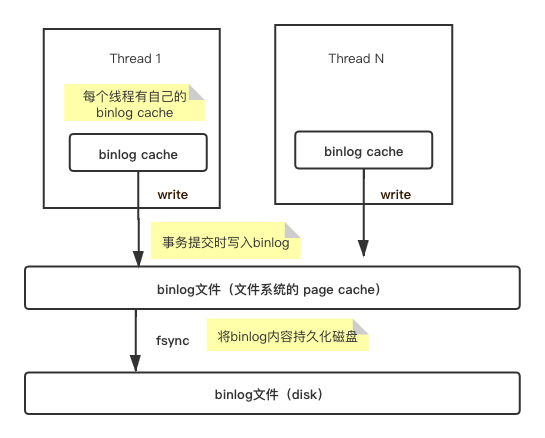 Thread 1
每个线程有自己的
binlog cache
binlog cache
write
Thread N
binlog cache
write
事务提交时写入binlog
binlog文件（文件系统的 page cache）
fsync
将binlog内容持久化磁盘
binlog文件（disk）